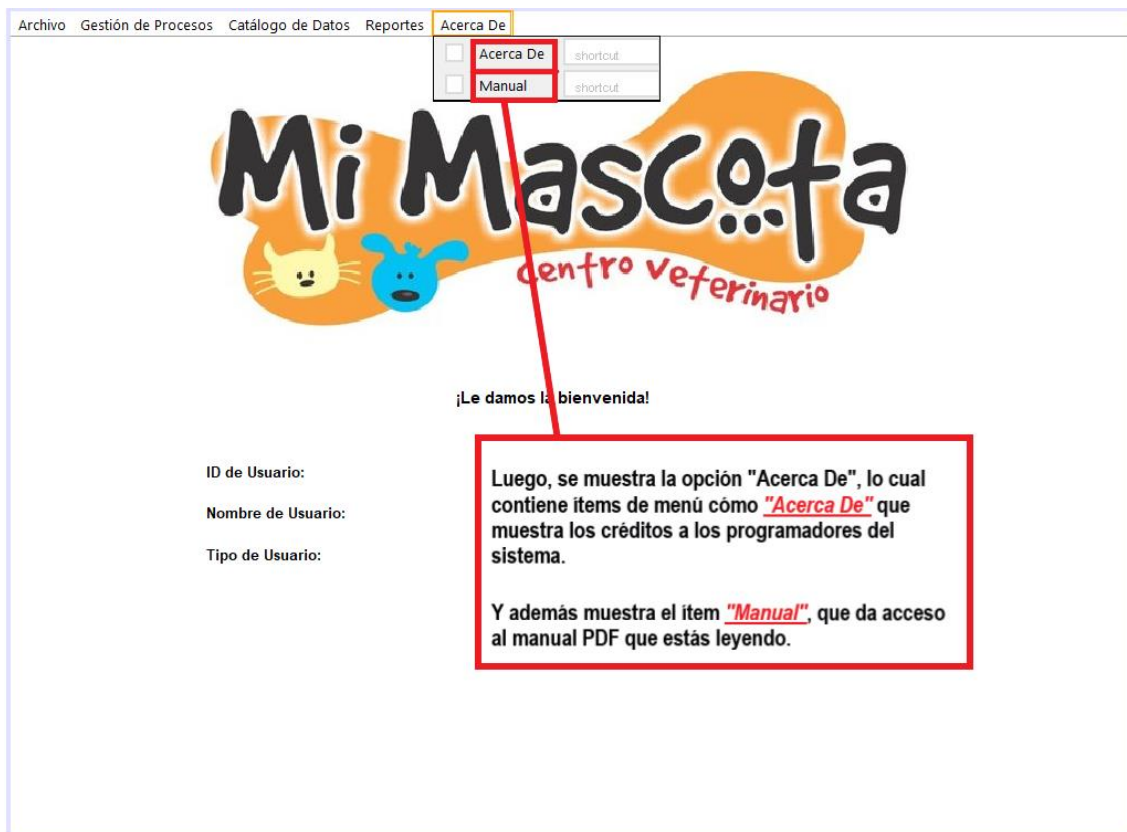 Archivo Gestión de Procesos Catálogo de Datos Reportes Acerca De
Acerca De shortcut
Manual shortcut
Mi Mascota
centro veterinario
¡Le damos la bienvenida!
ID de Usuario:
Nombre de Usuario:
Tipo de Usuario:
Luego, se muestra la opción "Acerca De", lo cual
contiene ítems de menú cómo "Acerca De" que
muestra los créditos a los programadores del
sistema.
Y además muestra el ítem "Manual", que da acceso
al manual PDF que estás leyendo.